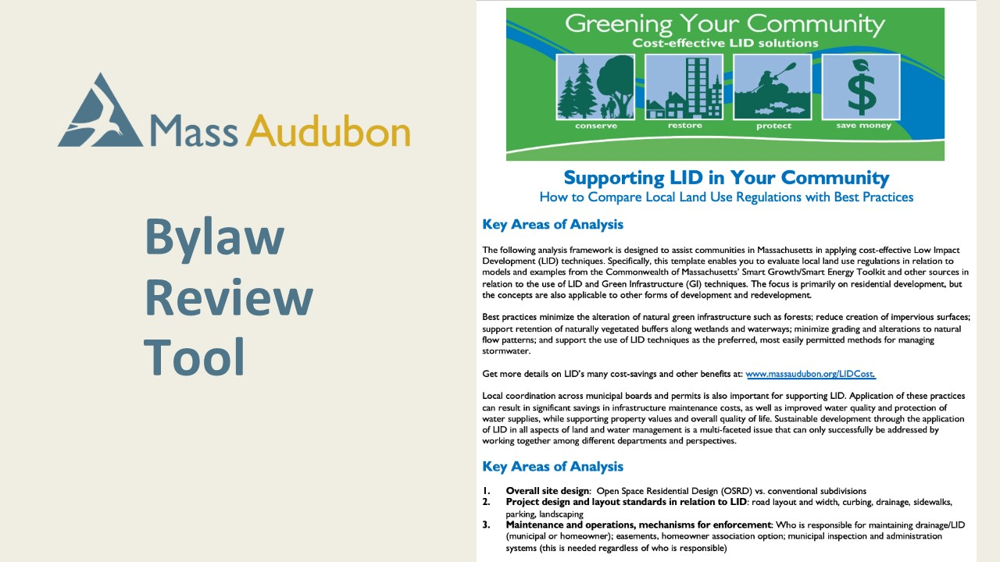 Mass Audubon
Bylaw
Review
Tool
Greening Your Community
Cost-effective LID solutions
conserve
restore
protect
save money
Supporting LID in Your Community
How to Compare Local Land Use Regulations with Best Practices
Key Areas of Analysis
The following analysis framework is designed to assist communities in Massachusetts in applying cost-effective Low Impact
Development (LID) techniques. Specifically, this template enables you to evaluate local land use regulations in relation to
models and examples from the Commonwealth of Massachusetts’ Smart Growth/Smart Energy Toolkit and other sources in
relation to the use of LID and Green Infrastructure (GI) techniques. The focus is primarily on residential development, but
the concepts are also applicable to other forms of development and redevelopment.
Best practices minimize the alteration of natural green infrastructure such as forests; reduce creation of impervious surfaces;
support retention of naturally vegetated buffers along wetlands and waterways; minimize grading and alterations to natural
flow patterns; and support the use of LID techniques as the preferred, most easily permitted methods for managing
stormwater.
Get more details on LID’s many cost-savings and other benefits at: www.massaudubon.org/LIDCost.
Local coordination across municipal boards and permits is also important for supporting LID. Application of these practices
can result in significant savings in infrastructure maintenance costs, as well as improved water quality and protection of
water supplies, while supporting property values and overall quality of life. Sustainable development through the application
of LID in all aspects of land and water management is a multi-faceted issue that can only successfully be addressed by
working together among different departments and perspectives.
Key Areas of Analysis
1. Overall site design: Open Space Residential Design (OSRD) vs. conventional subdivisions
2. Project design and layout standards in relation to LID: road layout and width, curbing, drainage, sidewalks,
parking, landscaping
3. Maintenance and operations, mechanisms for enforcement: Who is responsible for maintaining drainage/LID
(municipal or homeowner); easements, homeowner association option; municipal inspection and administration
systems (this is needed regardless of who is responsible)